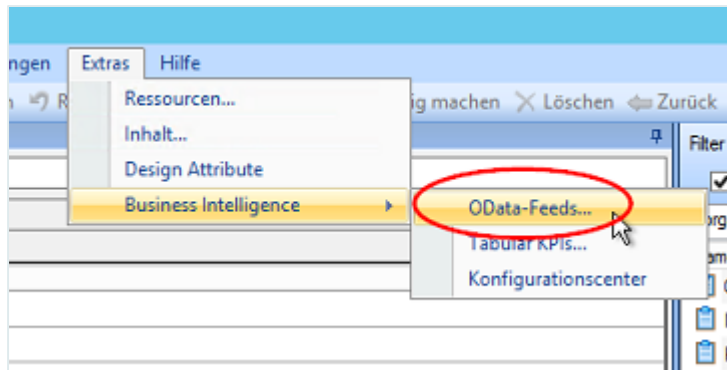 ngen Extras Hilfe
Ressourcen... ig machen Löschen Zurück
Inhalt... Filter
Design Attribute
Business Intelligence OData-Feeds...
Tabular KPIs...
Konfigurationscenter